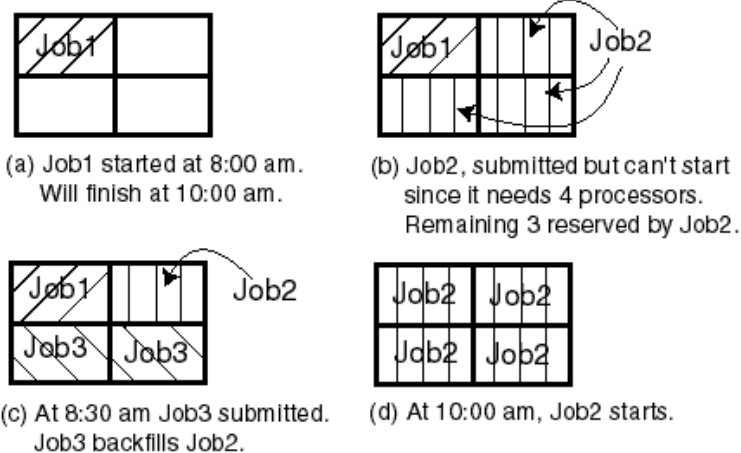 Job1
(a) Job1 started at 8:00 am.
Will finish at 10:00 am.
Job1
Job2
(b) Job2, submitted but can't start
since it needs 4 processors.
Remaining 3 reserved by Job2.
Job1
Job2
Job3 Job3
(c) At 8:30 am Job3 submitted.
Job3 backfills Job2.
Job2 Job2
Job2 Job2
(d) At 10:00 am, Job2 starts.